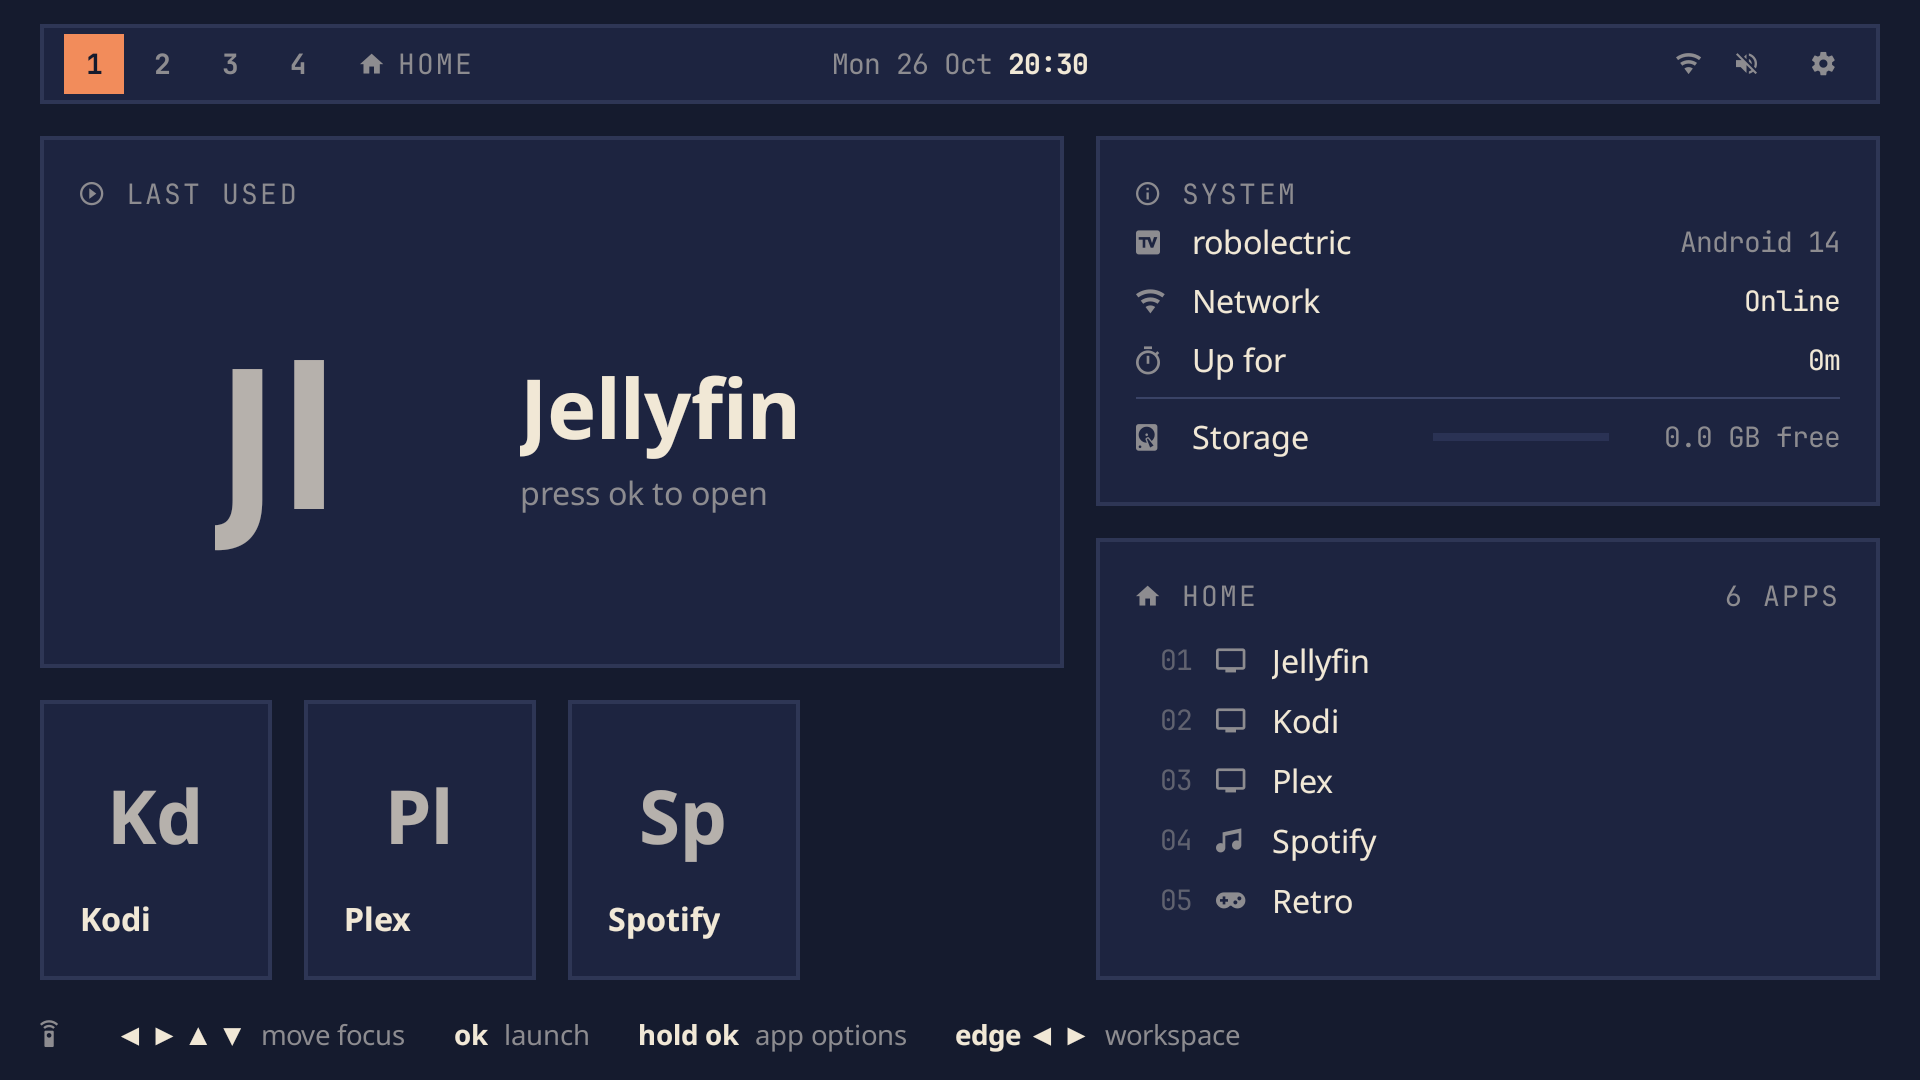 1 2 3 4 HOME Mon 26 Oct 20:30
LAST USED
Jl
Jellyfin
press ok to open
SYSTEM
TV robolectric Android 14
Network Online
Up for 0m
Storage 0.0 GB free
Kd
Kodi
Pl
Plex
Sp
Spotify
HOME 6 APPS
01 Jellyfin
02 Kodi
03 Plex
04 Spotify
05 Retro
◀ ▶ ▲ ▼ move focus ok launch hold ok app options edge ◀ ▶ workspace